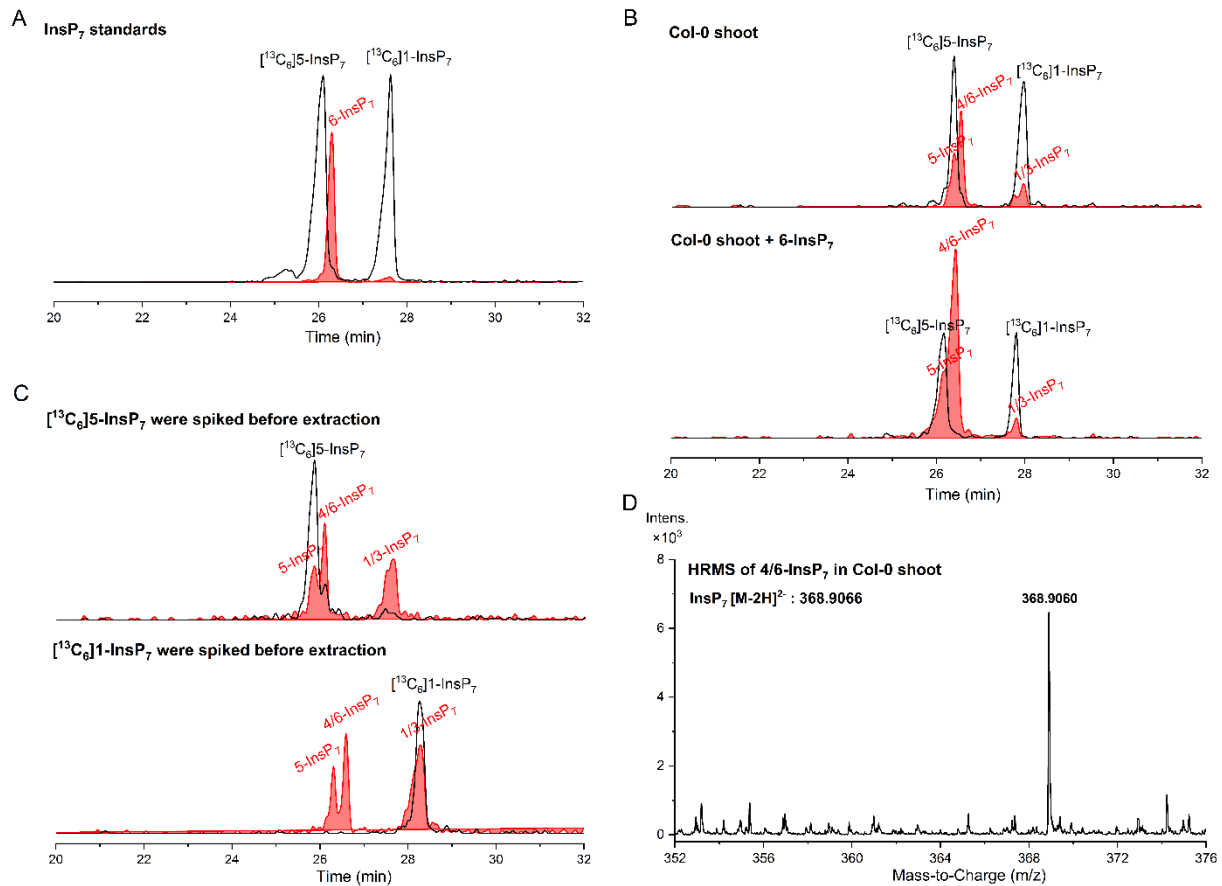 A
InsP₇ standards
[¹³C₆]5-InsP₇
[¹³C₆]1-InsP₇
6-InsP₇
20 22 24 26 28 30 32
Time (min)
B
Col-0 shoot
[¹³C₆]5-InsP₇
[¹³C₆]1-InsP₇
4/6-InsP₇
5-InsP₇
1/3-InsP₇
Col-0 shoot + 6-InsP₇
4/6-InsP₇
[¹³C₆]5-InsP₇
[¹³C₆]1-InsP₇
5-InsP₇
1/3-InsP₇
20 22 24 26 28 30 32
Time (min)
C
[¹³C₆]5-InsP₇ were spiked before extraction
[¹³C₆]5-InsP₇
4/6-InsP₇
5-InsP₇
1/3-InsP₇
[¹³C₆]1-InsP₇ were spiked before extraction
[¹³C₆]1-InsP₇
4/6-InsP₇
5-InsP₇
1/3-InsP₇
20 22 24 26 28 30 32
Time (min)
D
Intens.
×10³
8
6
4
2
0
HRMS of 4/6-InsP₇ in Col-0 shoot
InsP₇ [M-2H]²⁻ : 368.9066
368.9060
352 356 360 364 368 372 376
Mass-to-Charge (m/z)